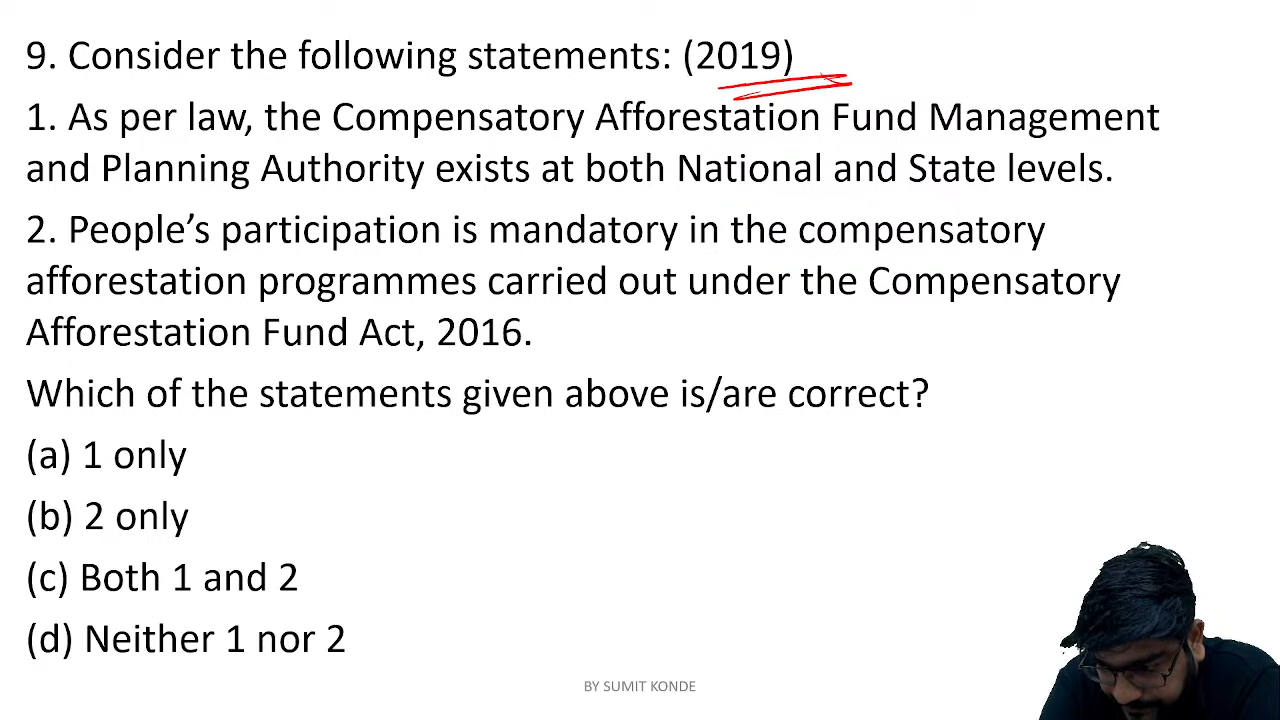 9. Consider the following statements: (2019)
1. As per law, the Compensatory Afforestation Fund Management
and Planning Authority exists at both National and State levels.
2. People’s participation is mandatory in the compensatory
afforestation programmes carried out under the Compensatory
Afforestation Fund Act, 2016.
Which of the statements given above is/are correct?
(a) 1 only
(b) 2 only
(c) Both 1 and 2
(d) Neither 1 nor 2
BY SUMIT KONDE